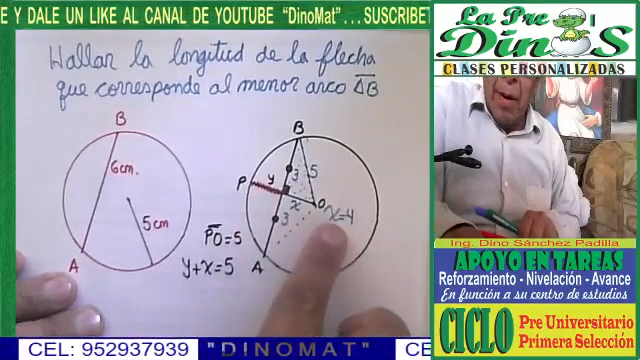 E Y DALE UN LIKE AL CANAL DE YOUTUBE "DinoMat"... SUSCRIBET
La Pre
DinoS
CLASES PERSONALIZADAS
Hallar la longitud de la flecha
que corresponde al menor arco AB
B
6cm.
5cm
A
B
P
y
3
5
x
O
x=4
3
PO=5
y+x=5
A
Ing. Dino Sánchez Padilla
APOYO EN TAREAS
Reforzamiento - Nivelación - Avance
En función a su centro de estudios
CICLO
Pre Universitario
Primera Selección
CEL: 952937939 "DINOMAT" CE